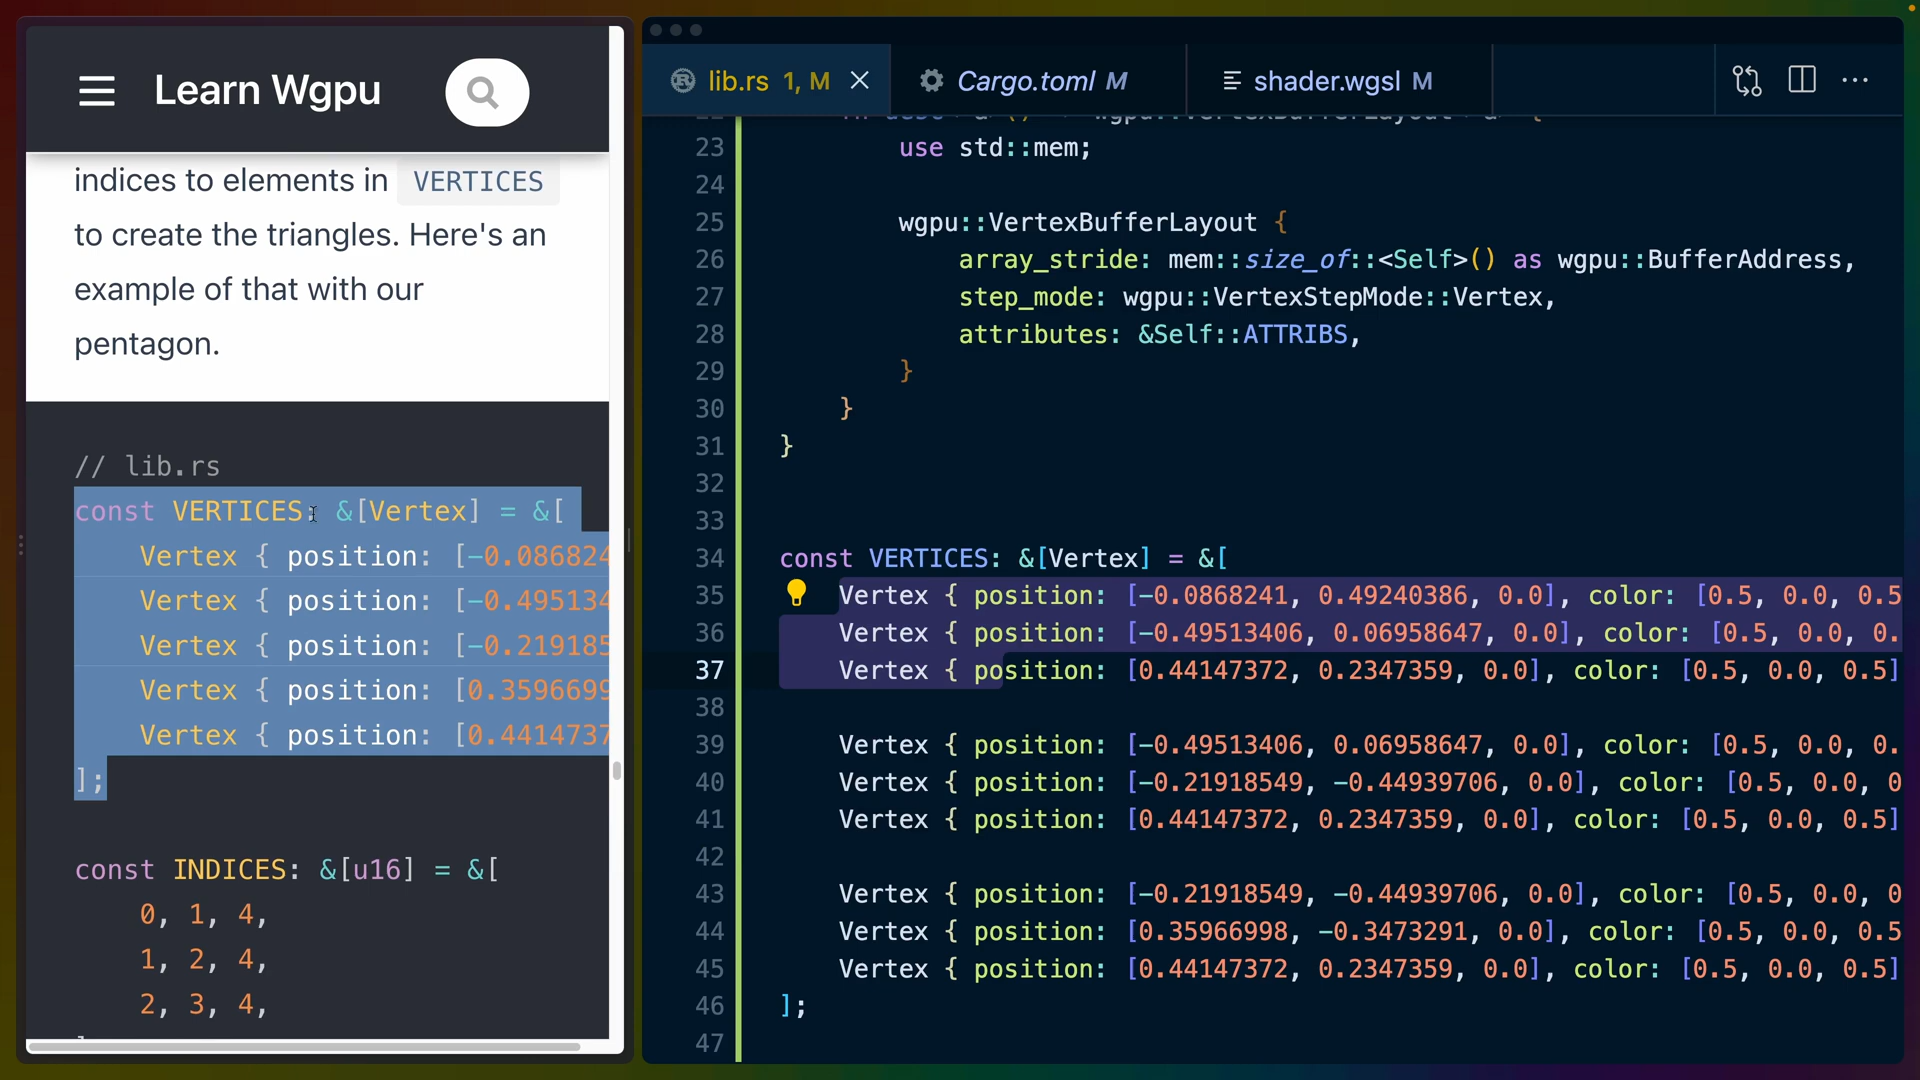 Learn Wgpu
indices to elements in VERTICES
to create the triangles. Here's an
example of that with our
pentagon.
// lib.rs
const VERTICES: &[Vertex] = &[
Vertex { position: [-0.086824
Vertex { position: [-0.495134
Vertex { position: [-0.219185
Vertex { position: [0.3596699
Vertex { position: [0.4414737
];
const INDICES: &[u16] = &[
0, 1, 4,
1, 2, 4,
2, 3, 4,
lib.rs 1, M
Cargo.toml M
shader.wgsl M
23 use std::mem;
24
25 wgpu::VertexBufferLayout {
26 array_stride: mem::size_of::<Self>() as wgpu::BufferAddress,
27 step_mode: wgpu::VertexStepMode::Vertex,
28 attributes: &Self::ATTRIBS,
29 }
30 }
31 }
32
33
34 const VERTICES: &[Vertex] = &[
35 Vertex { position: [-0.0868241, 0.49240386, 0.0], color: [0.5, 0.0, 0.5
36 Vertex { position: [-0.49513406, 0.06958647, 0.0], color: [0.5, 0.0, 0.
37 Vertex { position: [0.44147372, 0.2347359, 0.0], color: [0.5, 0.0, 0.5]
38
39 Vertex { position: [-0.49513406, 0.06958647, 0.0], color: [0.5, 0.0, 0.
40 Vertex { position: [-0.21918549, -0.44939706, 0.0], color: [0.5, 0.0, 0
41 Vertex { position: [0.44147372, 0.2347359, 0.0], color: [0.5, 0.0, 0.5]
42
43 Vertex { position: [-0.21918549, -0.44939706, 0.0], color: [0.5, 0.0, 0
44 Vertex { position: [0.35966998, -0.3473291, 0.0], color: [0.5, 0.0, 0.5
45 Vertex { position: [0.44147372, 0.2347359, 0.0], color: [0.5, 0.0, 0.5]
46 ];
47